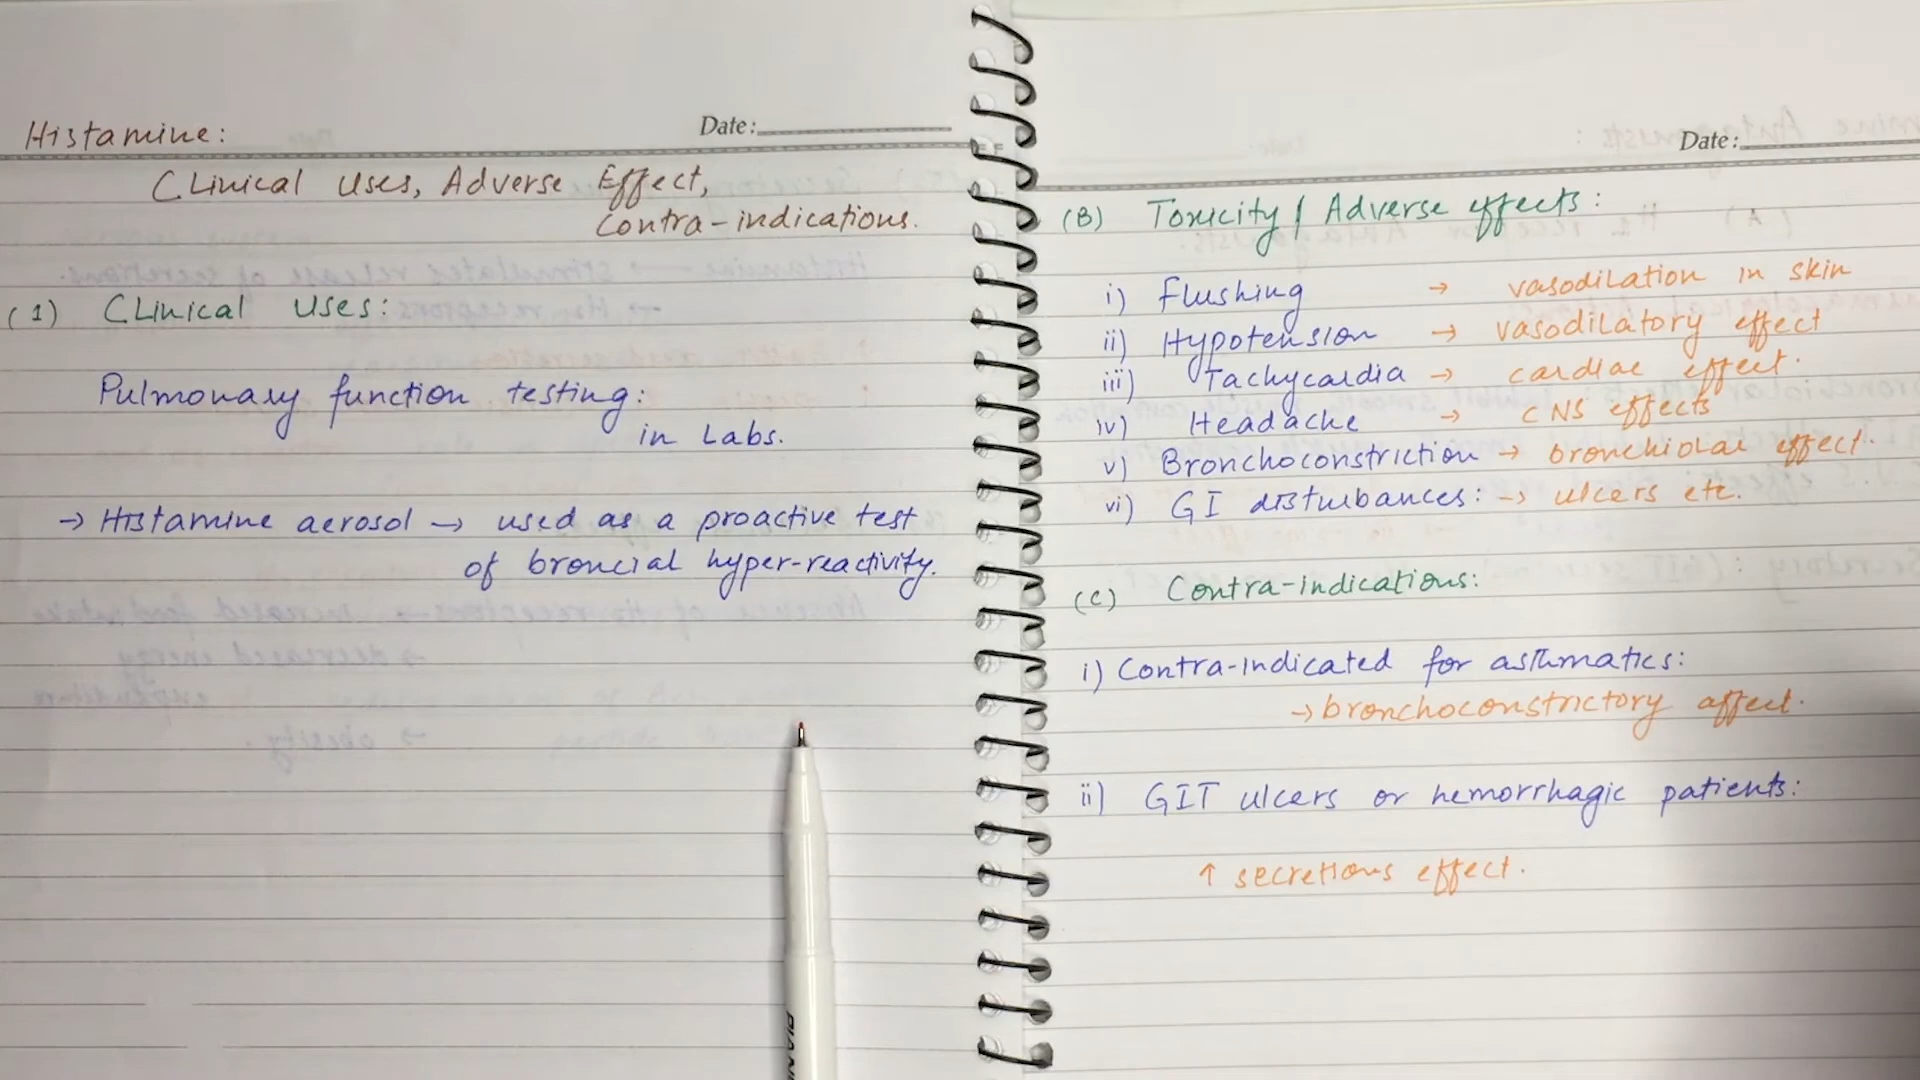 Histamine:
Date:
Clinical Uses, Adverse Effect,
Contra-indications.
(1) Clinical Uses:
Pulmonary function testing:
in Labs.
→ Histamine aerosol → used as a proactive test
of broncial hyper-reactivity.
Date:
(B) Toxicity / Adverse effects:
i) Flushing → vasodilation in skin
ii) Hypotension → vasodilatory effect
iii) Tachycardia → cardiac effect.
iv) Headache → CNS effects
v) Bronchoconstriction → bronchiolar effect.
vi) GI disturbances: → ulcers etc.
(C) Contra-indications:
i) Contra-indicated for asthmatics:
→ bronchoconstrictory affect.
ii) GIT ulcers or hemorrhagic patients:
↑ secretions effect.